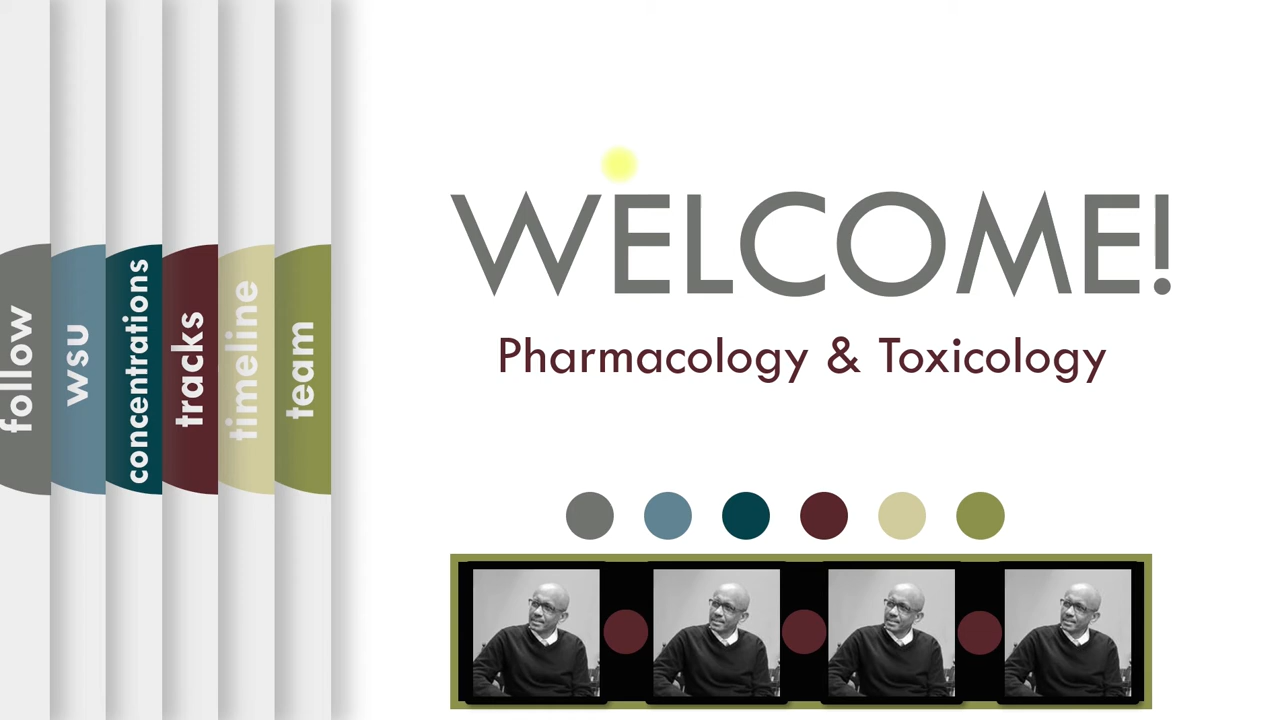 follow
wsu
concentrations
tracks
timeline
team
WELCOME!
Pharmacology & Toxicology